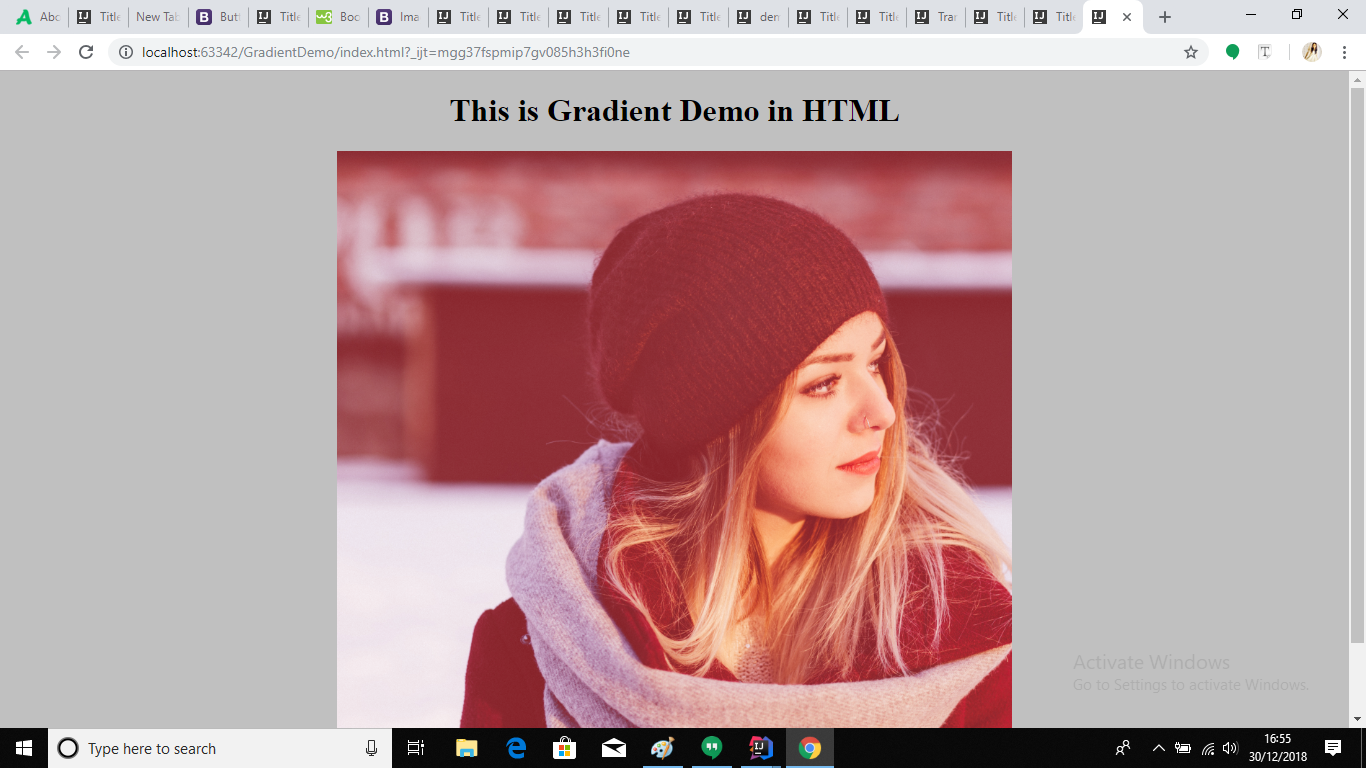 Abc
Title
New Tab
Butt
Title
Boo
Ima
Title
Title
Title
Title
Title
den
Title
Title
Tran
Title
Title
localhost:63342/GradientDemo/index.html?_ijt=mgg37fspmip7gv085h3h3fi0ne
This is Gradient Demo in HTML
Activate Windows
Go to Settings to activate Windows.
Type here to search
16:55
30/12/2018